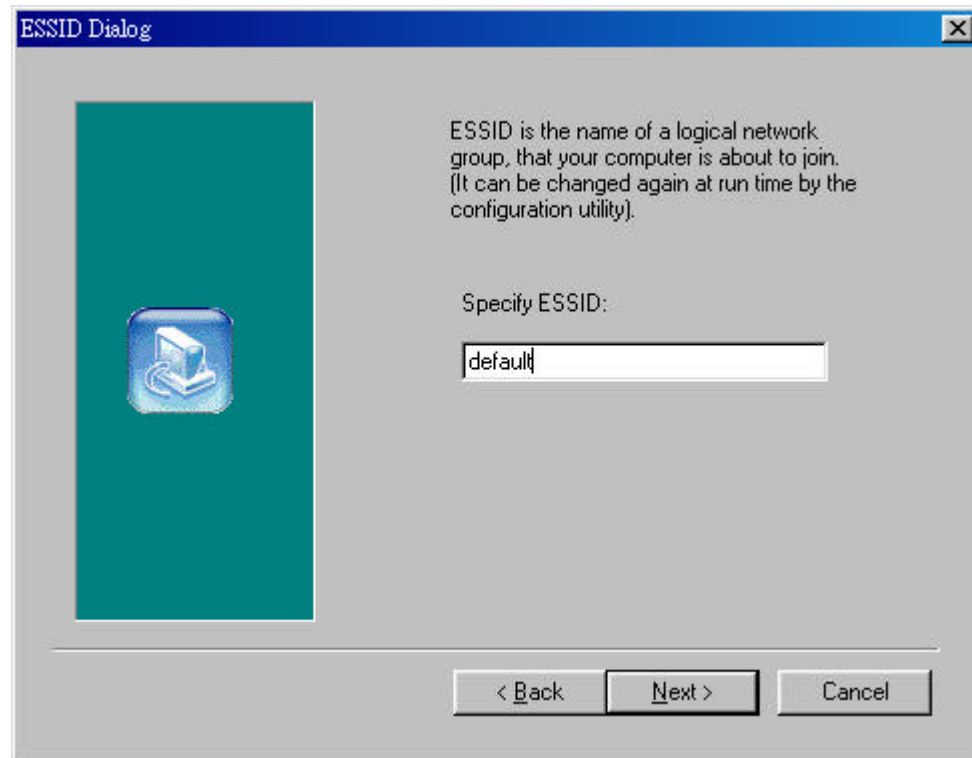 ESSID Dialog
ESSID is the name of a logical network
group, that your computer is about to join.
(It can be changed again at run time by the
configuration utility).
Specify ESSID:
default
< Back
Next >
Cancel